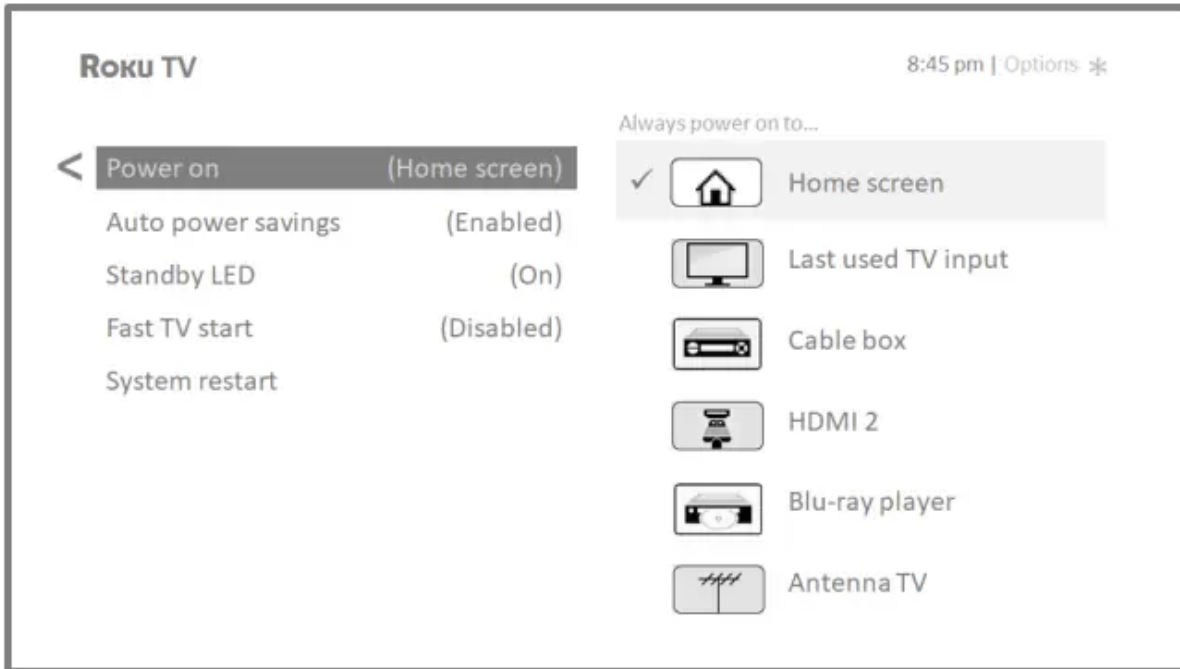 Roku TV
8:45 pm | Options *
Always power on to...
< Power on (Home screen)
Auto power savings (Enabled)
Standby LED (On)
Fast TV start (Disabled)
System restart
✓ Home screen
Last used TV input
Cable box
HDMI 2
Blu-ray player
Antenna TV